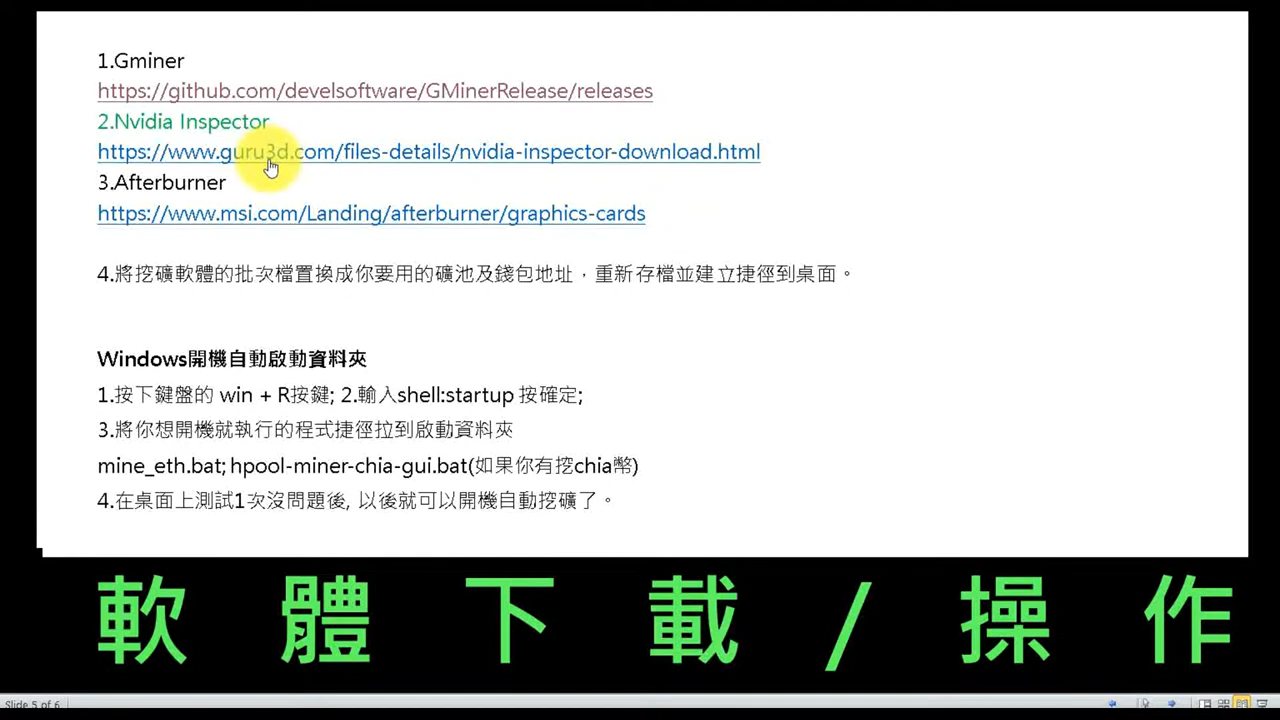 1.Gminer
https://github.com/develsoftware/GMinerRelease/releases
2.Nvidia Inspector
https://www.guru3d.com/files-details/nvidia-inspector-download.html
3.Afterburner
https://www.msi.com/Landing/afterburner/graphics-cards
4.將挖礦軟體的批次檔置換成你要用的礦池及錢包地址，重新存檔並建立捷徑到桌面。
Windows開機自動啟動資料夾
1.按下鍵盤的 win + R按鍵; 2.輸入shell:startup 按確定;
3.將你想開機就執行的程式捷徑拉到啟動資料夾
mine_eth.bat; hpool-miner-chia-gui.bat(如果你有挖chia幣)
4.在桌面上測試1次沒問題後, 以後就可以開機自動挖礦了。
軟 體 下 載 / 操 作
Slide 5 of 6